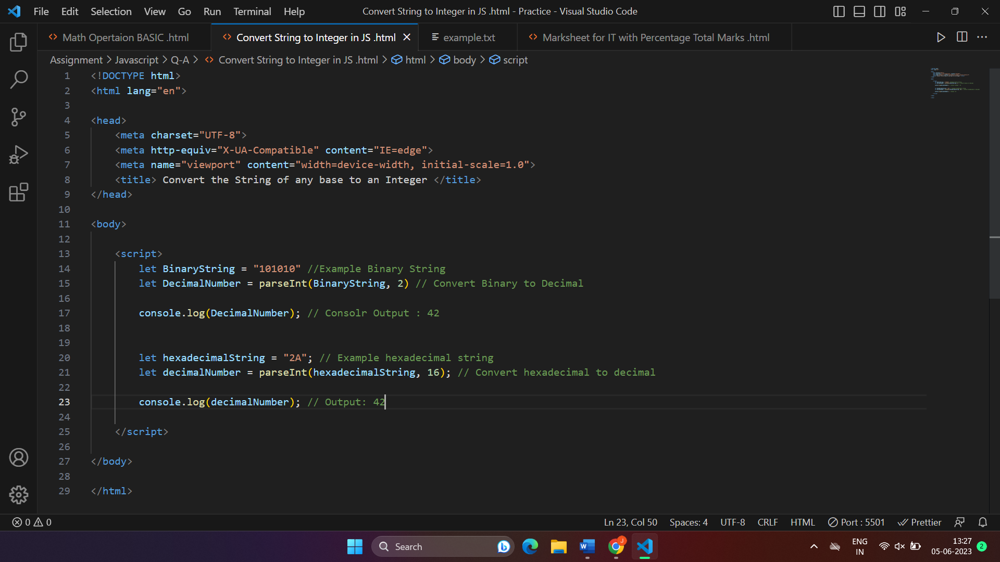 File Edit Selection View Go Run Terminal Help Convert String to Integer in JS .html - Practice - Visual Studio Code
Math Opertaion BASIC .html Convert String to Integer in JS .html example.txt Marksheet for IT with Percentage Total Marks .html
Assignment > Javascript > Q-A > Convert String to Integer in JS .html > html > body > script
1 <!DOCTYPE html>
2 <html lang="en">
3
4 <head>
5 <meta charset="UTF-8">
6 <meta http-equiv="X-UA-Compatible" content="IE=edge">
7 <meta name="viewport" content="width=device-width, initial-scale=1.0">
8 <title> Convert the String of any base to an Integer </title>
9 </head>
10
11 <body>
12
13 <script>
14 let BinaryString = "101010" //Example Binary String
15 let DecimalNumber = parseInt(BinaryString, 2) // Convert Binary to Decimal
16
17 console.log(DecimalNumber); // Consolr Output : 42
18
19
20 let hexadecimalString = "2A"; // Example hexadecimal string
21 let decimalNumber = parseInt(hexadecimalString, 16); // Convert hexadecimal to decimal
22
23 console.log(decimalNumber); // Output: 42
24
25 </script>
26
27 </body>
28
29 </html>
0 0 Ln 23, Col 50 Spaces: 4 UTF-8 CRLF HTML Port : 5501 Prettier
Search W J ENG IN 13:27 05-06-2023 2